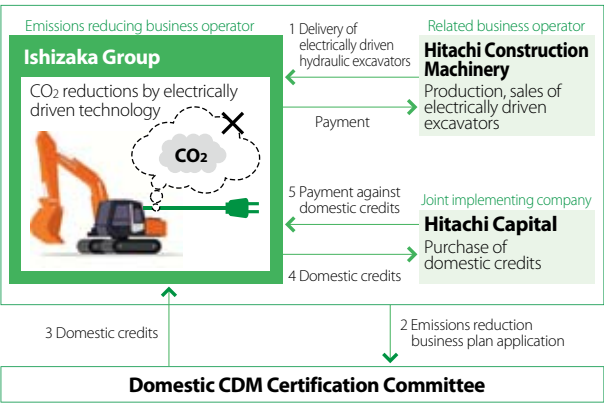 Emissions reducing business operator
Ishizaka Group
CO2 reductions by electrically
driven technology
CO2
1 Delivery of
electrically driven
hydraulic excavators
Payment
Related business operator
Hitachi Construction
Machinery
Production, sales of
electrically driven
excavators
5 Payment against
domestic credits
4 Domestic credits
Joint implementing company
Hitachi Capital
Purchase of
domestic credits
3 Domestic credits
2 Emissions reduction
business plan application
Domestic CDM Certification Committee